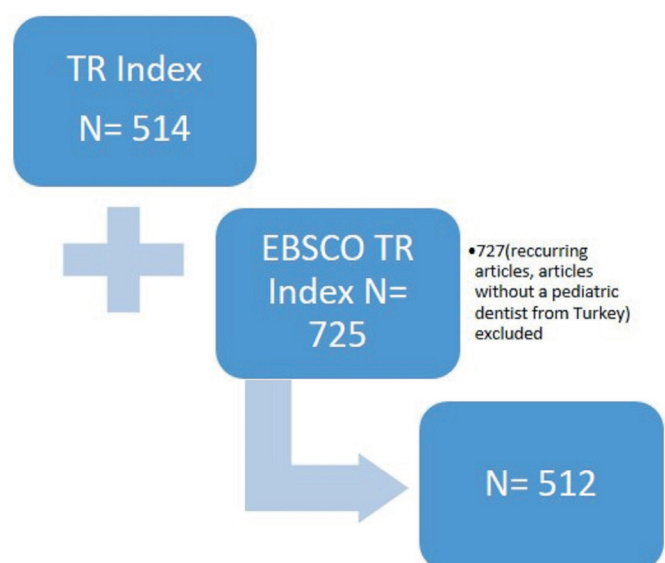 TR Index
N= 514
EBSCO TR
Index N=
725
•727(reccurring
articles, articles
without a pediatric
dentist from Turkey)
excluded
N= 512